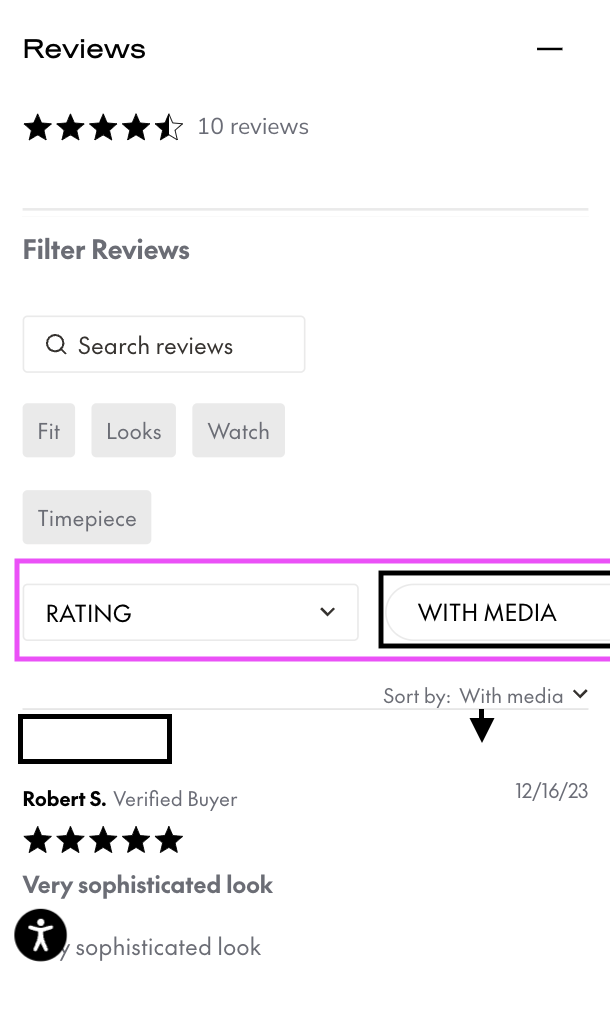 Reviews
10 reviews
Filter Reviews
Search reviews
Fit Looks Watch
Timepiece
RATING WITH MEDIA
Sort by: With media
Robert S. Verified Buyer 12/16/23
Very sophisticated look
y sophisticated look